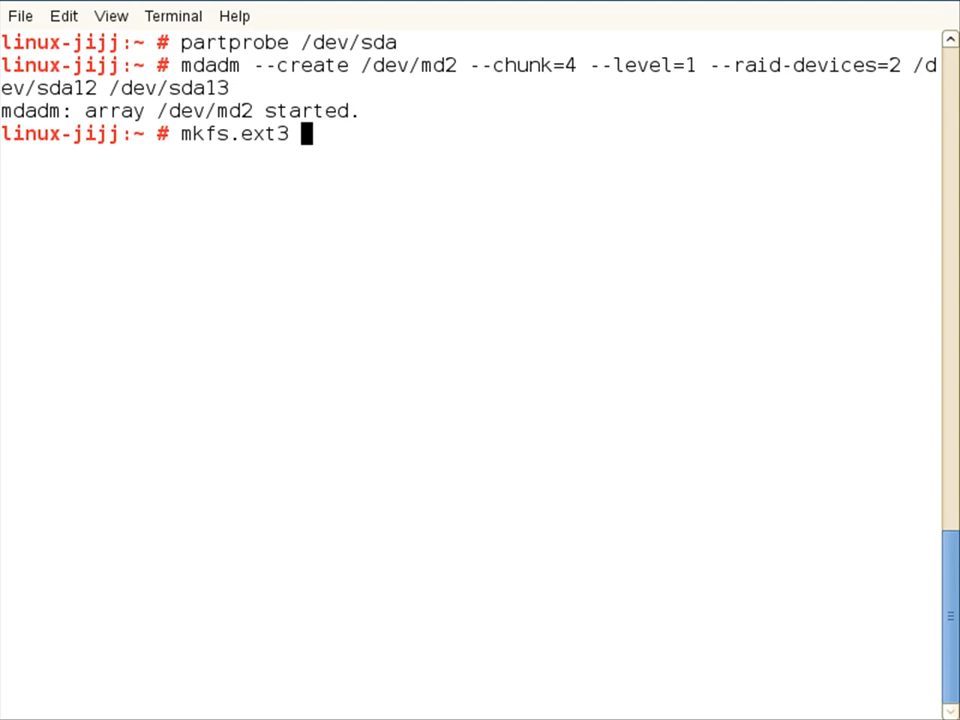 File Edit View Terminal Help
linux-jijj:~ # partprobe /dev/sda
linux-jijj:~ # mdadm --create /dev/md2 --chunk=4 --level=1 --raid-devices=2 /d
ev/sda12 /dev/sda13
mdadm: array /dev/md2 started.
linux-jijj:~ # mkfs.ext3